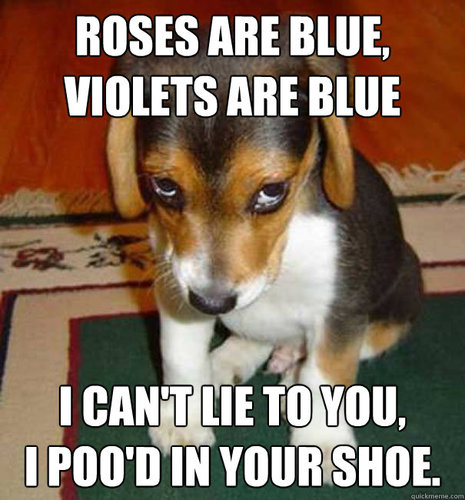 ROSES ARE BLUE,
VIOLETS ARE BLUE
I CAN'T LIE TO YOU,
I POO'D IN YOUR SHOE.
quickmeme.com